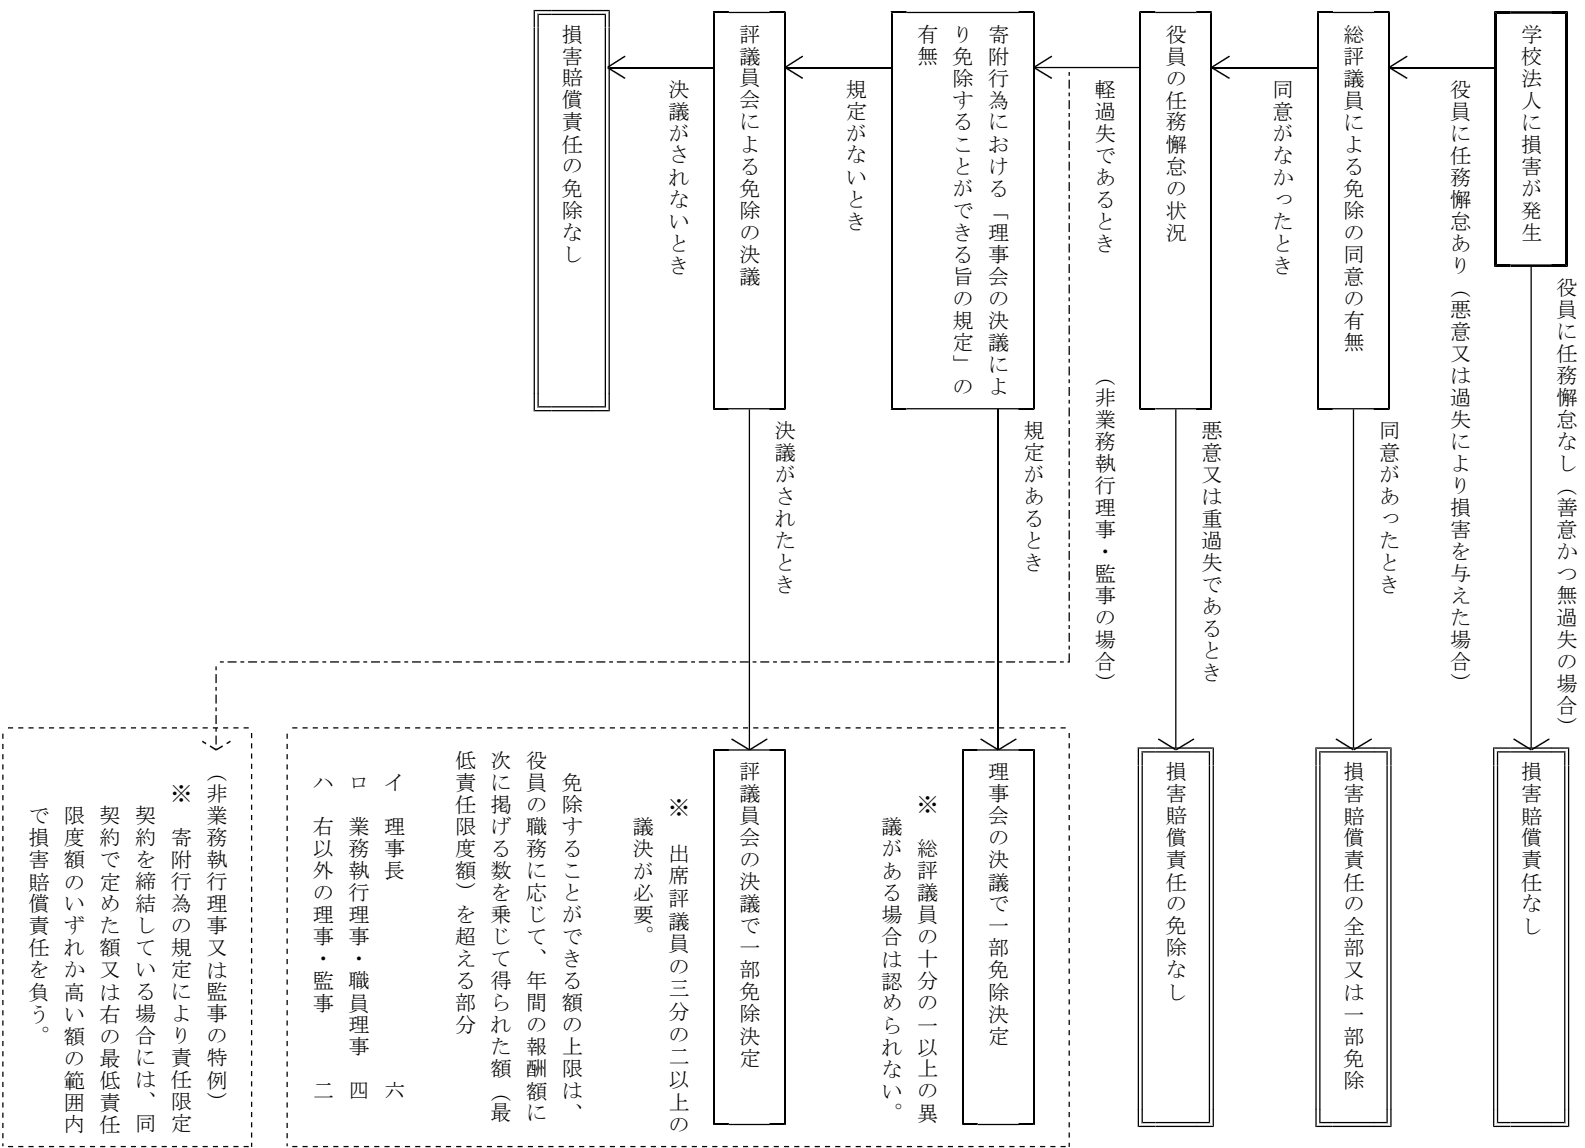 学校法人に損害が発生
役員に任務懈怠なし（善意かつ無過失の場合）
損害賠償責任なし
役員に任務懈怠あり（悪意又は過失により損害を与えた場合）
総評議員による免除の同意の有無
同意があったとき
損害賠償責任の全部又は一部免除
同意がなかったとき
役員の任務懈怠の状況
悪意又は重過失であるとき
損害賠償責任の免除なし
軽過失であるとき
（非業務執行理事・監事の場合）
寄附行為における「理事会の決議によ
り免除することができる旨の規定」の
有無
規定があるとき
理事会の決議で一部免除決定
※　総評議員の十分の一以上の異
議がある場合は認められない。
規定がないとき
評議員会による免除の決議
決議がされたとき
評議員会の決議で一部免除決定
※　出席評議員の三分の二以上の
議決が必要。
決議がされないとき
損害賠償責任の免除なし
免除することができる額の上限は、
役員の職務に応じて、年間の報酬額に
次に掲げる数を乗じて得られた額（最
低責任限度額）を超える部分
イ　理事長　六
ロ　業務執行理事・職員理事　四
ハ　右以外の理事・監事　二
（非業務執行理事又は監事の特例）
※　寄附行為の規定により責任限定
契約を締結している場合には、同
契約で定めた額又は右の最低責任
限度額のいずれか高い額の範囲内
で損害賠償責任を負う。